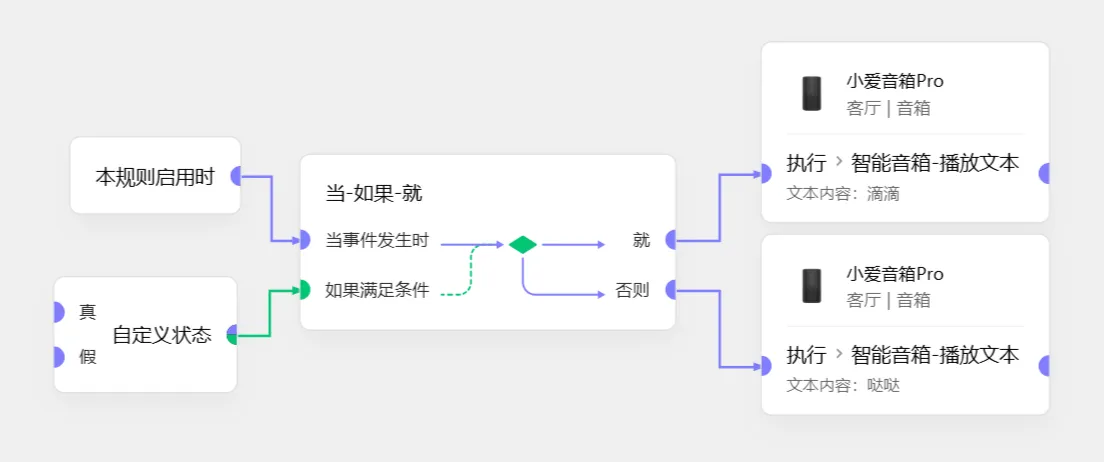 本规则启用时
真
假
自定义状态
当-如果-就
当事件发生时
就
如果满足条件
否则
小爱音箱Pro
客厅 | 音箱
执行 > 智能音箱-播放文本
文本内容：滴滴
小爱音箱Pro
客厅 | 音箱
执行 > 智能音箱-播放文本
文本内容：哒哒